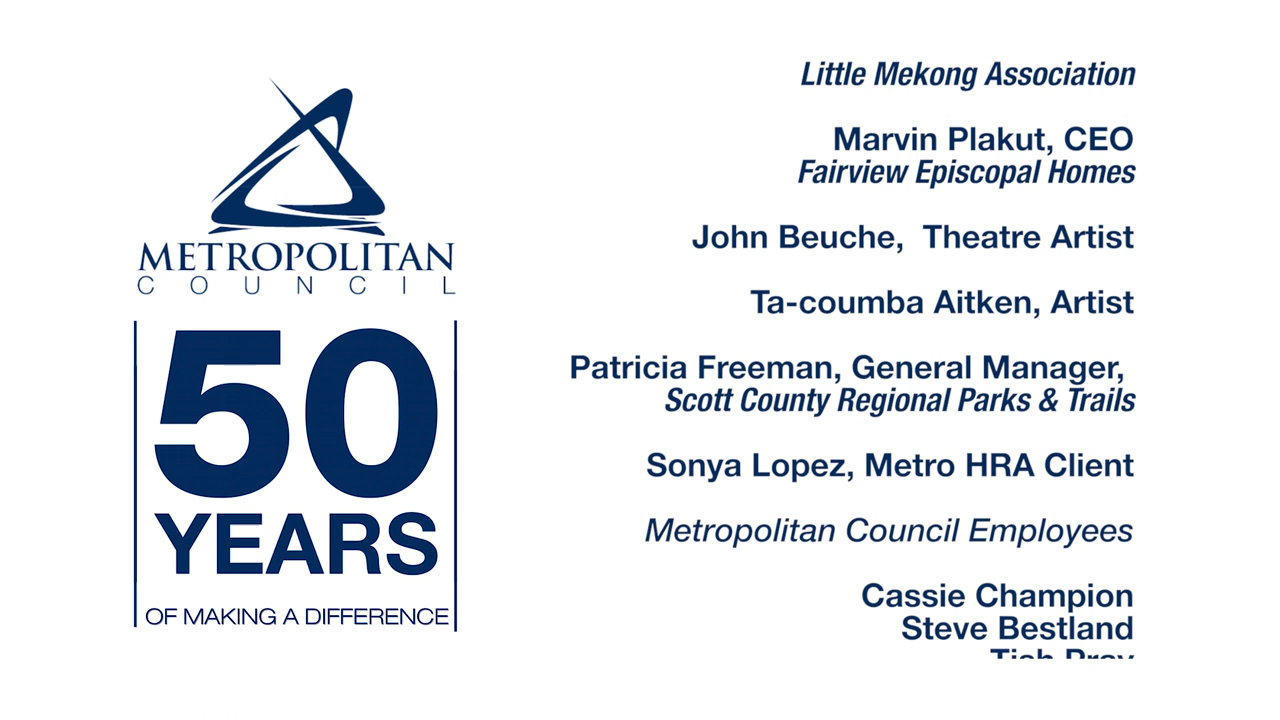 METROPOLITAN
COUNCIL
50
YEARS
OF MAKING A DIFFERENCE
Little Mekong Association
Marvin Plakut, CEO
Fairview Episcopal Homes
John Beuche,  Theatre Artist
Ta-coumba Aitken, Artist
Patricia Freeman, General Manager,
Scott County Regional Parks & Trails
Sonya Lopez, Metro HRA Client
Metropolitan Council Employees
Cassie Champion
Steve Bestland